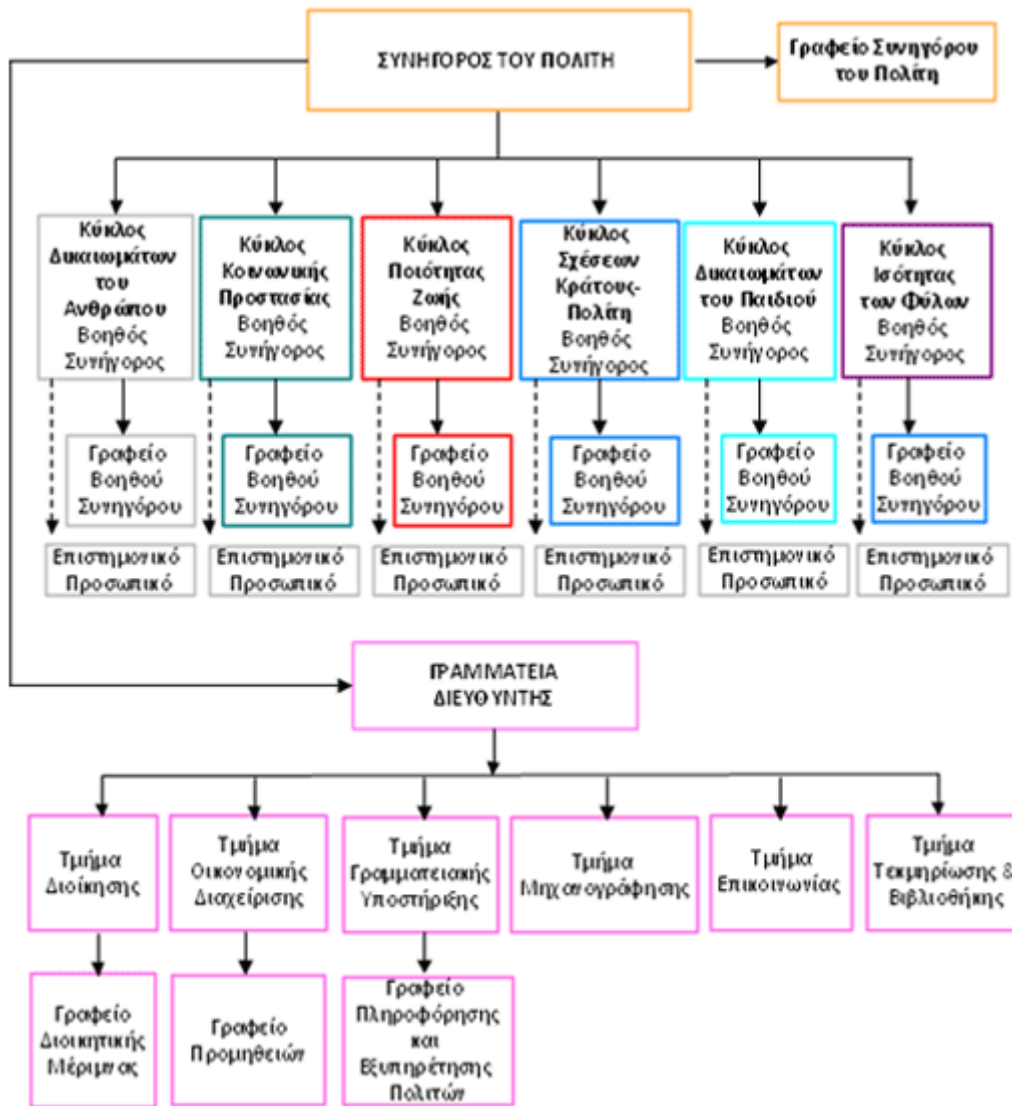 ΣΥΝΗΓΟΡΟΣ ΤΟΥ ΠΟΛΙΤΗ
Γραφείο Συνηγόρου
του Πολίτη
Κύκλος
Δικαιωμάτων
του
Ανθρώπου
Βοηθός
Συνήγορος
Κύκλος
Κοινωνικής
Προστασίας
Βοηθός
Συνήγορος
Κύκλος
Ποιότητας
Ζωής
Βοηθός
Συνήγορος
Κύκλος
Σχέσεων
Κράτους-
Πολίτη
Βοηθός
Συνήγορος
Κύκλος
Δικαιωμάτων
του Παιδιού
Βοηθός
Συνήγορος
Κύκλος
Ισότητας
των Φύλων
Βοηθός
Συνήγορος
Γραφείο
Βοηθού
Συνηγόρου
Γραφείο
Βοηθού
Συνηγόρου
Γραφείο
Βοηθού
Συνηγόρου
Γραφείο
Βοηθού
Συνηγόρου
Γραφείο
Βοηθού
Συνηγόρου
Γραφείο
Βοηθού
Συνηγόρου
Επιστημονικό
Προσωπικό
Επιστημονικό
Προσωπικό
Επιστημονικό
Προσωπικό
Επιστημονικό
Προσωπικό
Επιστημονικό
Προσωπικό
Επιστημονικό
Προσωπικό
ΓΡΑΜΜΑΤΕΙΑ
ΔΙΕΥΘΥΝΤΗΣ
Τμήμα
Διοίκησης
Τμήμα
Οικονομικής
Διαχείρισης
Τμήμα
Γραμματειακής
Υποστήριξης
Τμήμα
Μηχανογράφησης
Τμήμα
Επικοινωνίας
Τμήμα
Τεκμηρίωσης &
Βιβλιοθήκης
Γραφείο
Διοικητικής
Μέριμνας
Γραφείο
Προμηθειών
Γραφείο
Πληροφόρησης
και
Εξυπηρέτησης
Πολιτών